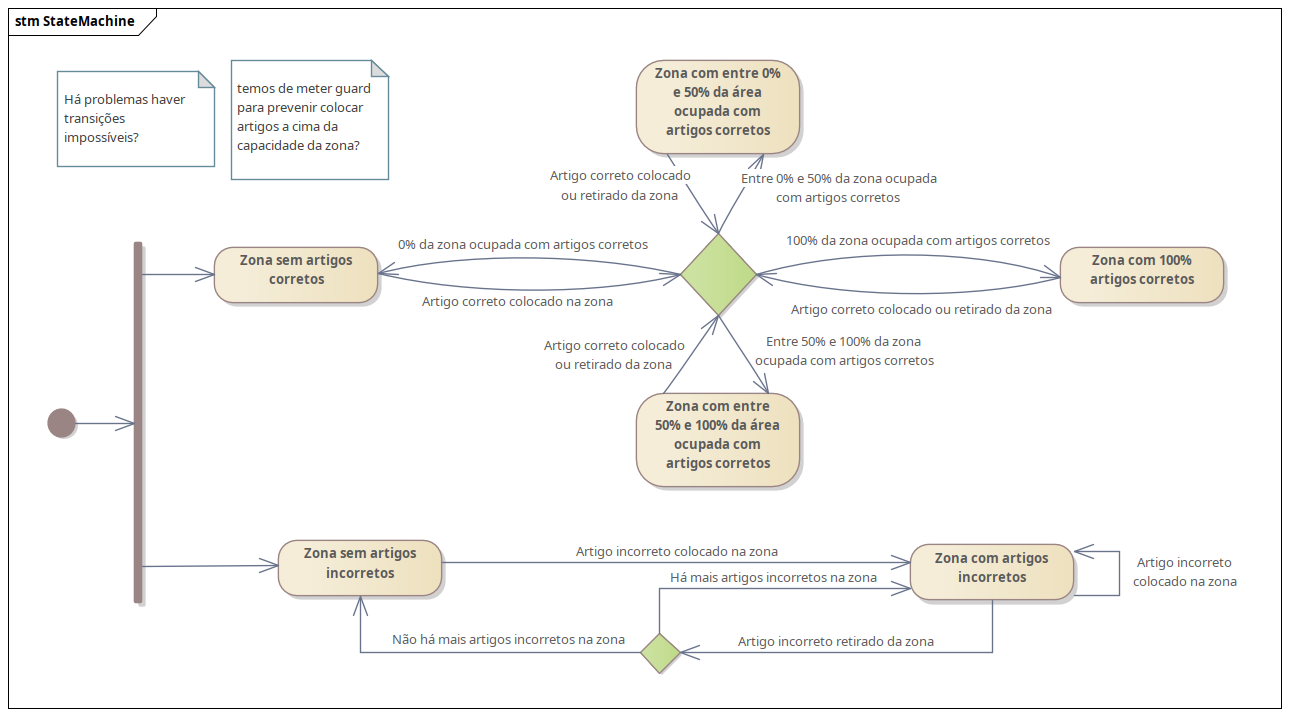 stm StateMachine
Há problemas haver
transições
impossíveis?
temos de meter guard
para prevenir colocar
artigos a cima da
capacidade da zona?
Zona com entre 0%
e 50% da área
ocupada com
artigos corretos
Artigo correto colocado
ou retirado da zona
Entre 0% e 50% da zona ocupada
com artigos corretos
Zona sem artigos
corretos
0% da zona ocupada com artigos corretos
Artigo correto colocado na zona
100% da zona ocupada com artigos corretos
Artigo correto colocado ou retirado da zona
Zona com 100%
artigos corretos
Artigo correto colocado
ou retirado da zona
Entre 50% e 100% da zona
ocupada com artigos corretos
Zona com entre
50% e 100% da área
ocupada com
artigos corretos
Zona sem artigos
incorretos
Artigo incorreto colocado na zona
Há mais artigos incorretos na zona
Zona com artigos
incorretos
Artigo incorreto
colocado na zona
Não há mais artigos incorretos na zona
Artigo incorreto retirado da zona